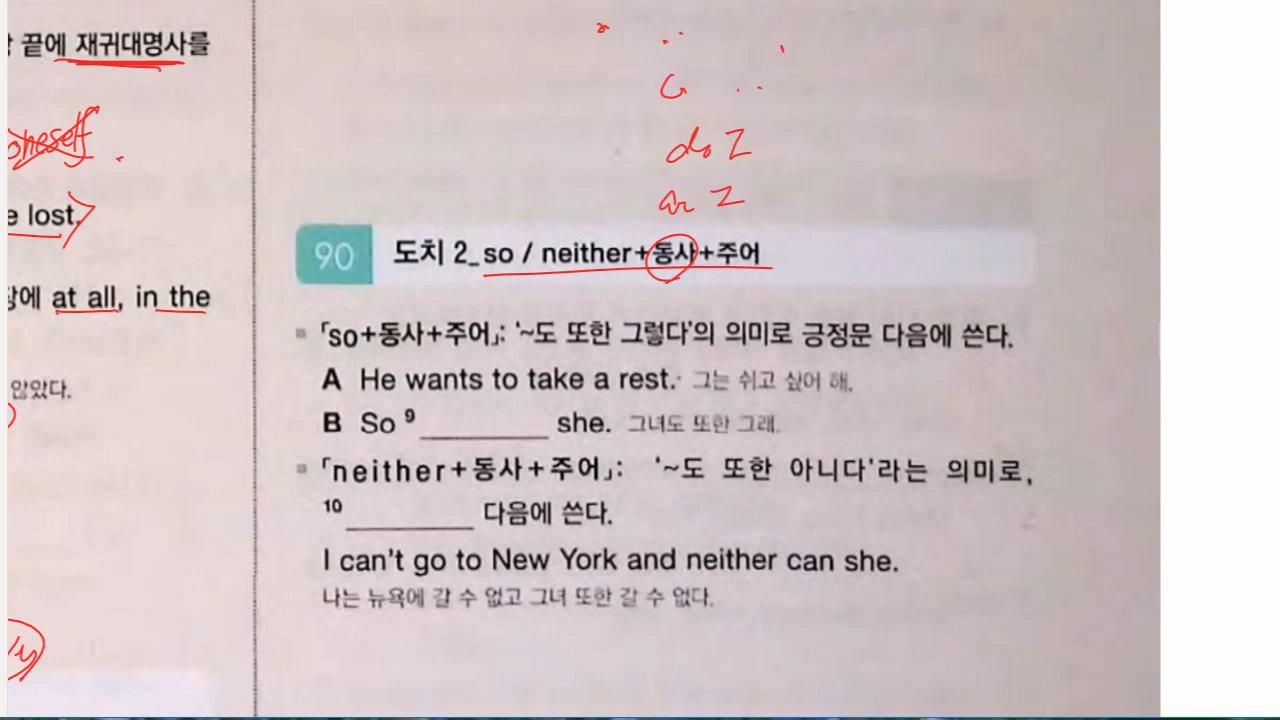 끝에 재귀대명사를
oneself
e lost.
에 at all, in the
않았다.
ly
do I
am I
90 도치 2_so / neither+동사+주어
「so+동사+주어」: '~도 또한 그렇다'의 의미로 긍정문 다음에 쓴다.
A He wants to take a rest. 그는 쉬고 싶어 해.
B So 9 ________ she. 그녀도 또한 그래.
「neither+동사+주어」: '~도 또한 아니다'라는 의미로,
10 ________ 다음에 쓴다.
I can't go to New York and neither can she.
나는 뉴욕에 갈 수 없고 그녀 또한 갈 수 없다.